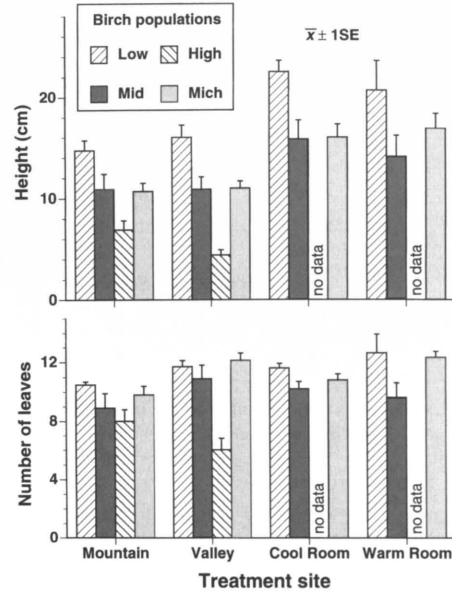 Birch populations
Low High
Mid Mich
x̄ ± 1SE
Height (cm)
20
10
0
no data
no data
Number of leaves
12
8
4
0
no data
no data
Mountain Valley Cool Room Warm Room
Treatment site